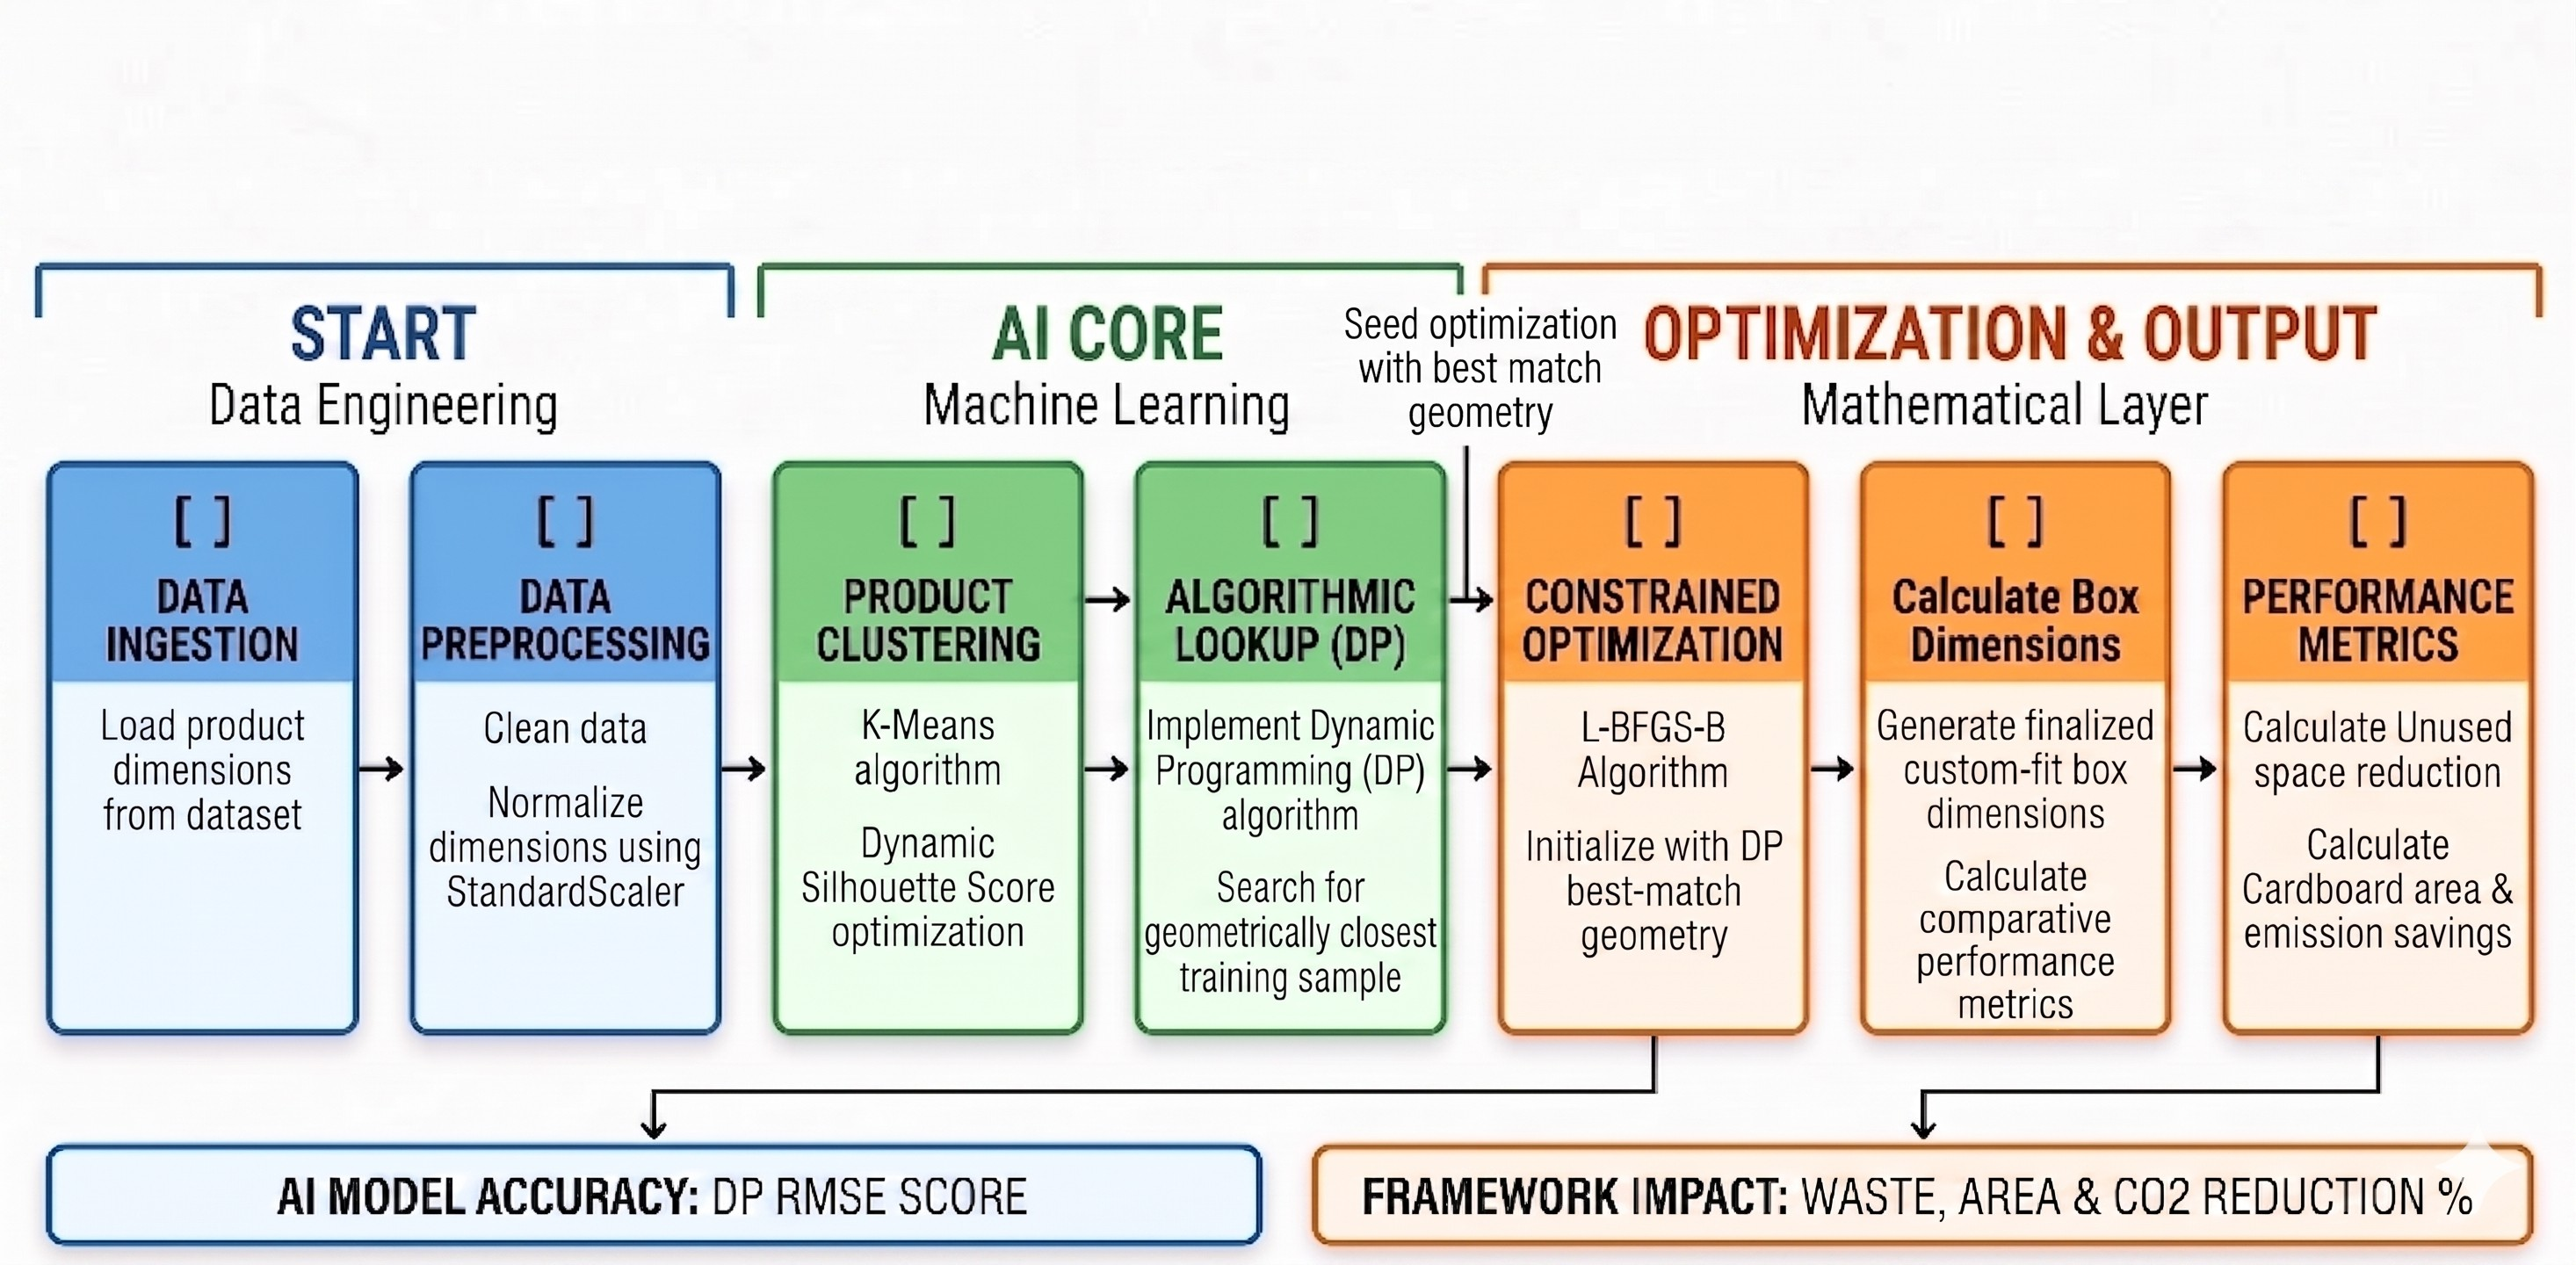 START
Data Engineering
AI CORE
Machine Learning
Seed optimization
with best match
geometry
OPTIMIZATION & OUTPUT
Mathematical Layer
[ ]
DATA
INGESTION
Load product
dimensions
from dataset
[ ]
DATA
PREPROCESSING
Clean data
Normalize
dimensions using
StandardScaler
[ ]
PRODUCT
CLUSTERING
K-Means
algorithm
Dynamic
Silhouette Score
optimization
[ ]
ALGORITHMIC
LOOKUP (DP)
Implement Dynamic
Programming (DP)
algorithm
Search for
geometrically closest
training sample
[ ]
CONSTRAINED
OPTIMIZATION
L-BFGS-B
Algorithm
Initialize with DP
best-match
geometry
[ ]
Calculate Box
Dimensions
Generate finalized
custom-fit box
dimensions
Calculate
comparative
performance
metrics
[ ]
PERFORMANCE
METRICS
Calculate Unused
space reduction
Calculate
Cardboard area &
emission savings
AI MODEL ACCURACY: DP RMSE SCORE
FRAMEWORK IMPACT: WASTE, AREA & CO2 REDUCTION %